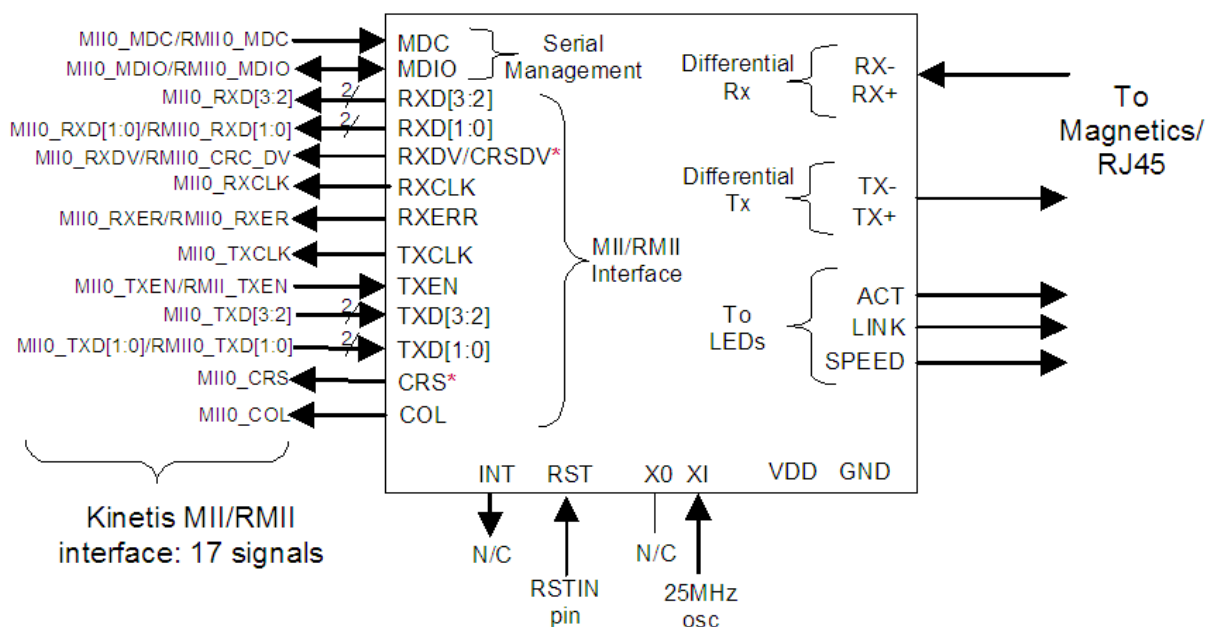 MII0_MDC/RMII0_MDC
MII0_MDIO/RMII0_MDIO
MII0_RXD[3:2]
MII0_RXD[1:0]/RMII0_RXD[1:0]
MII0_RXDV/RMII0_CRC_DV
MII0_RXCLK
MII0_RXER/RMII0_RXER
MII0_TXCLK
MII0_TXEN/RMII_TXEN
MII0_TXD[3:2]
MII0_TXD[1:0]/RMII0_TXD[1:0]
MII0_CRS
MII0_COL
2
2
2
2
Kinetis MII/RMII
interface: 17 signals
MDC
MDIO
RXD[3:2]
RXD[1:0]
RXDV/CRSDV*
RXCLK
RXERR
TXCLK
TXEN
TXD[3:2]
TXD[1:0]
CRS*
COL
Serial
Management
MII/RMII
Interface
Differential
Rx
RX-
RX+
Differential
Tx
TX-
TX+
To
LEDs
ACT
LINK
SPEED
To
Magnetics/
RJ45
INT
RST
X0
XI
VDD
GND
N/C
RSTIN
pin
N/C
25MHz
osc